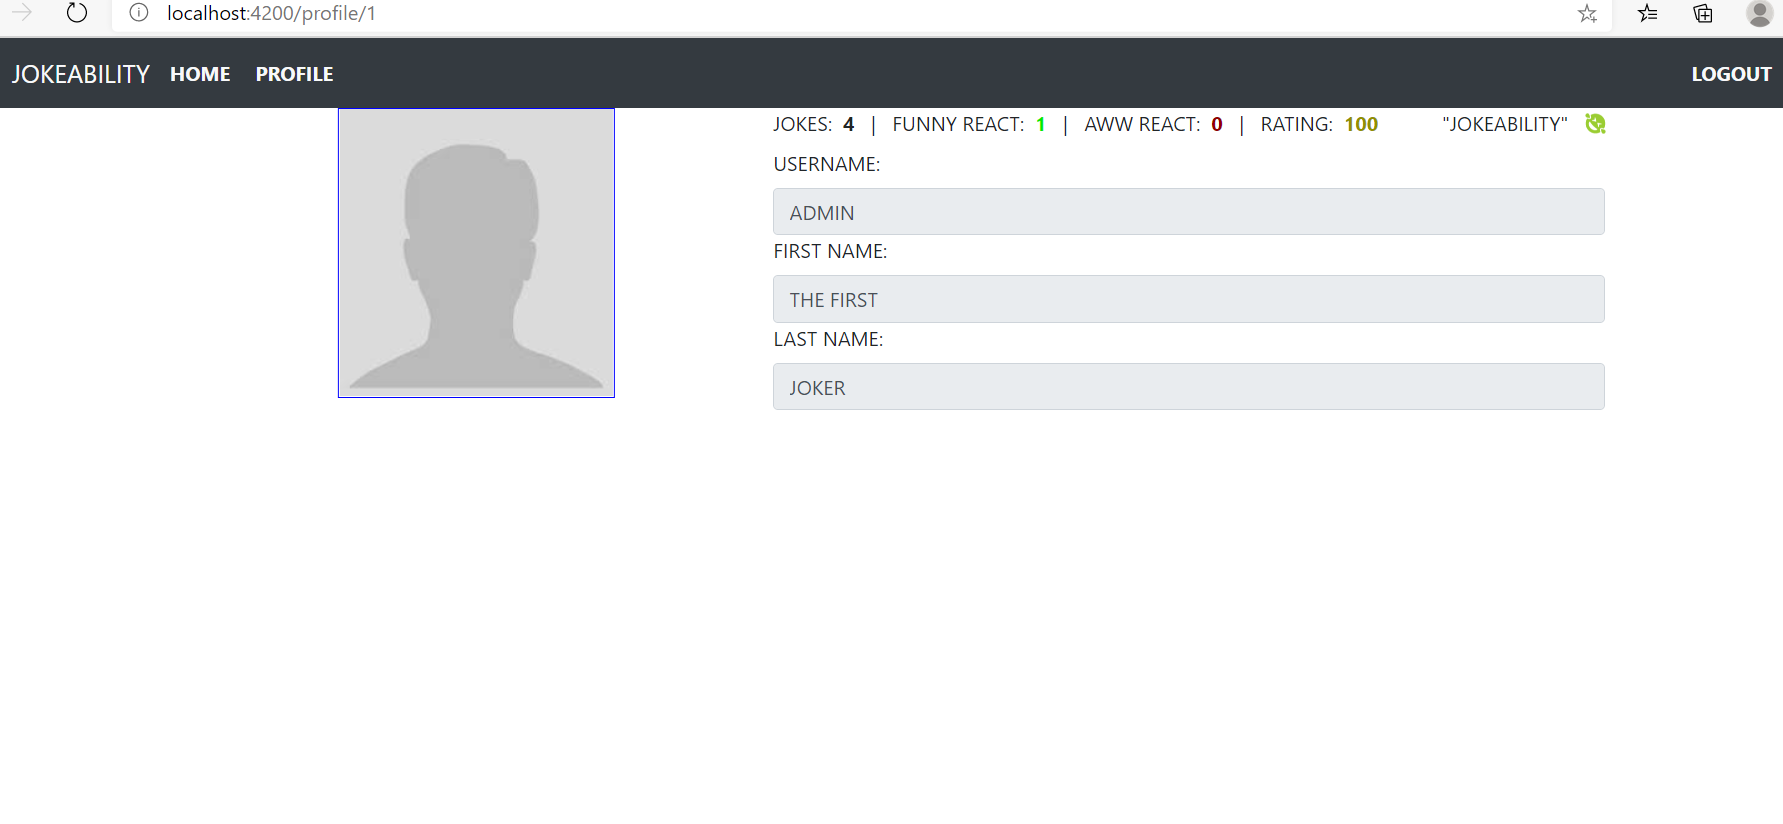 localhost:4200/profile/1
JOKEABILITY HOME PROFILE LOGOUT
JOKES: 4 | FUNNY REACT: 1 | AWW REACT: 0 | RATING: 100 "JOKEABILITY"
USERNAME:
ADMIN
FIRST NAME:
THE FIRST
LAST NAME:
JOKER